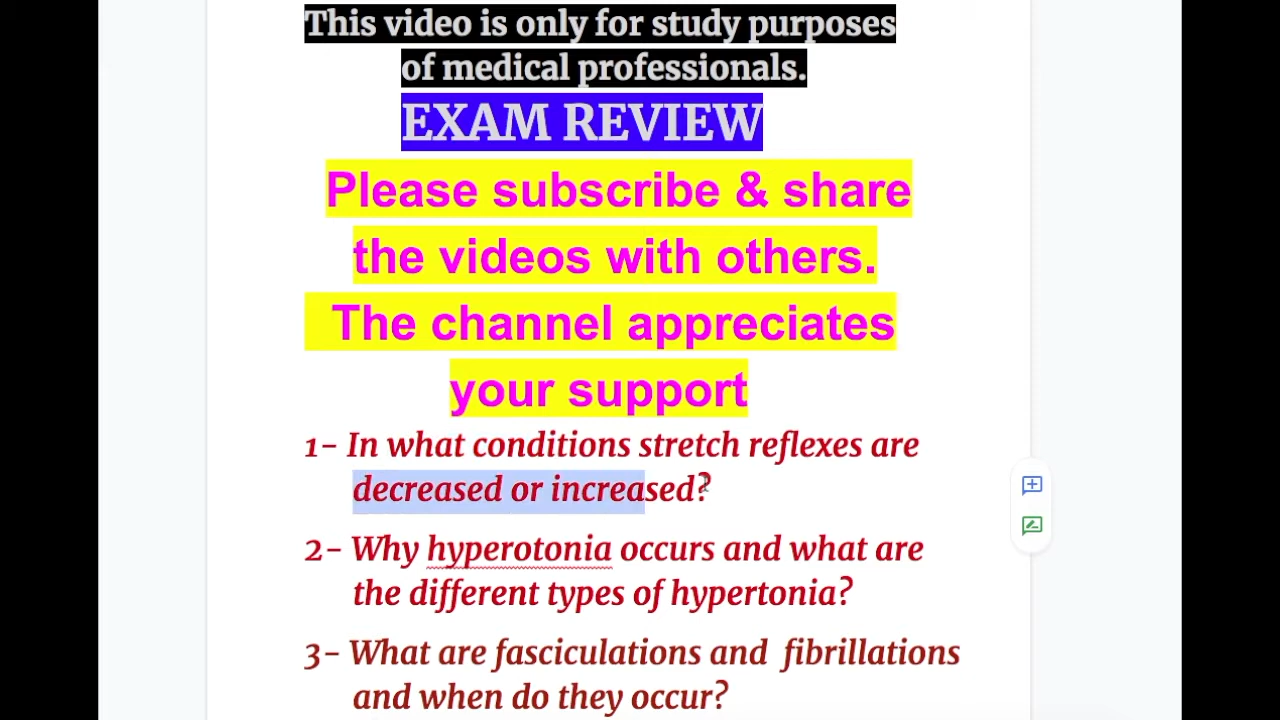 This video is only for study purposes
of medical professionals.
EXAM REVIEW
Please subscribe & share
the videos with others.
The channel appreciates
your support
1- In what conditions stretch reflexes are
decreased or increased?
2- Why hyperotonia occurs and what are
the different types of hypertonia?
3- What are fasciculations and fibrillations
and when do they occur?